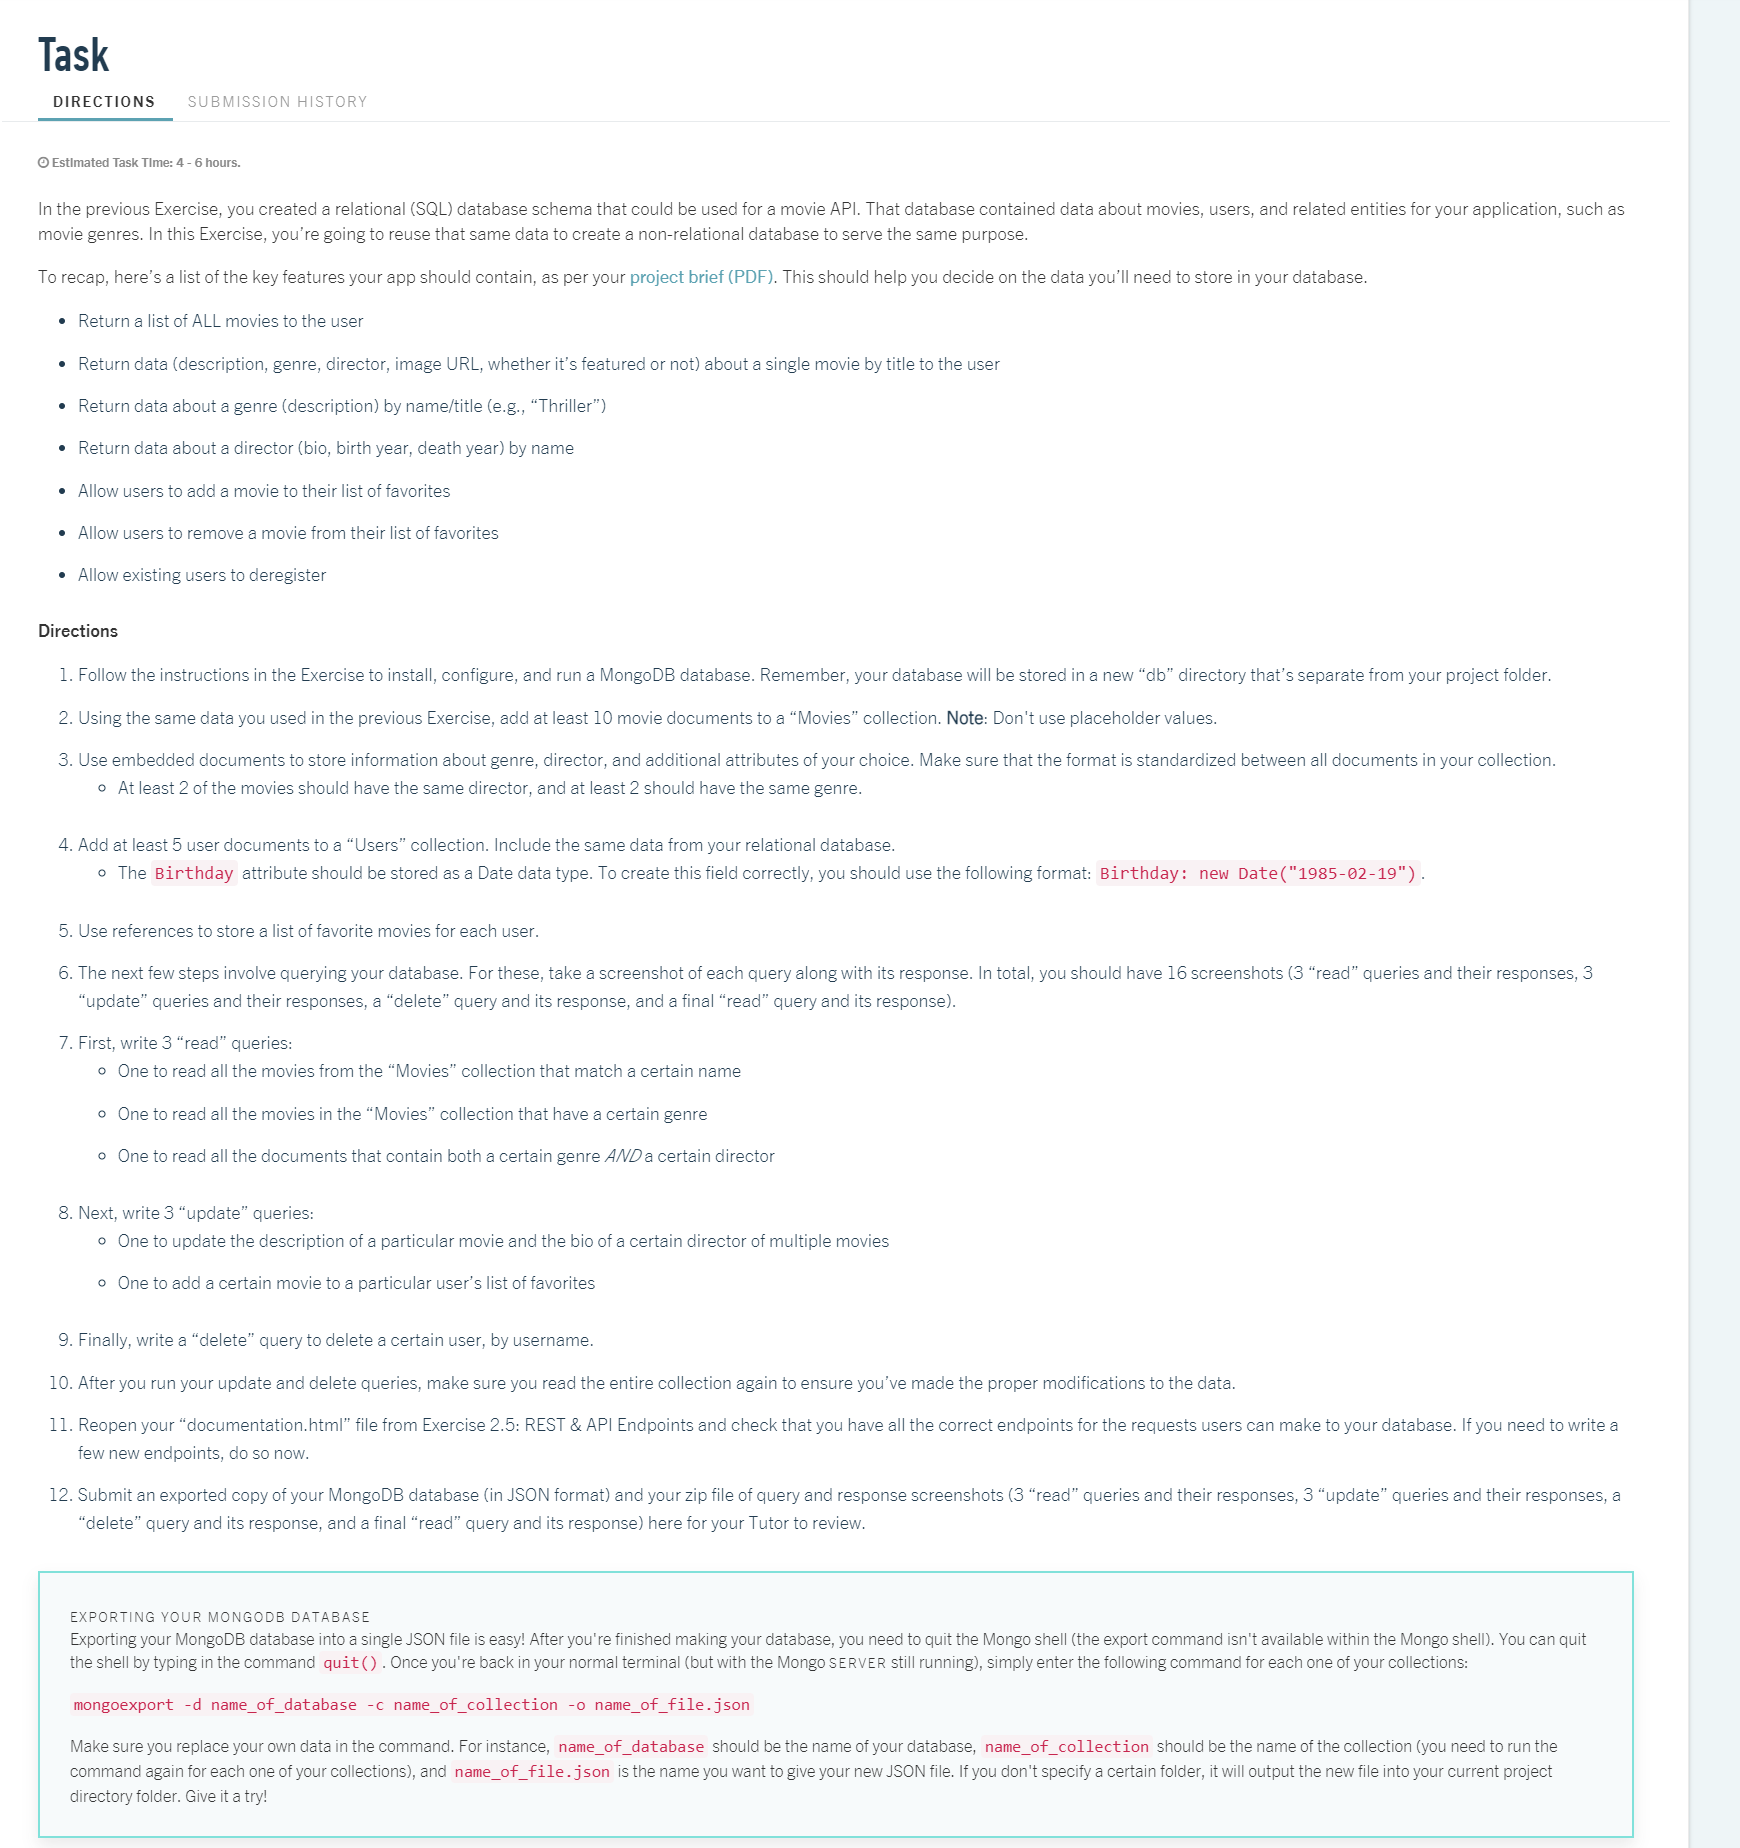 Task
DIRECTIONS SUBMISSION HISTORY
Estimated Task Time: 4 - 6 hours.
In the previous Exercise, you created a relational (SQL) database schema that could be used for a movie API. That database contained data about movies, users, and related entities for your application, such as
movie genres. In this Exercise, you’re going to reuse that same data to create a non-relational database to serve the same purpose.
To recap, here’s a list of the key features your app should contain, as per your project brief (PDF). This should help you decide on the data you’ll need to store in your database.
• Return a list of ALL movies to the user
• Return data (description, genre, director, image URL, whether it’s featured or not) about a single movie by title to the user
• Return data about a genre (description) by name/title (e.g., “Thriller”)
• Return data about a director (bio, birth year, death year) by name
• Allow users to add a movie to their list of favorites
• Allow users to remove a movie from their list of favorites
• Allow existing users to deregister
Directions
1. Follow the instructions in the Exercise to install, configure, and run a MongoDB database. Remember, your database will be stored in a new “db” directory that’s separate from your project folder.
2. Using the same data you used in the previous Exercise, add at least 10 movie documents to a “Movies” collection. Note: Don't use placeholder values.
3. Use embedded documents to store information about genre, director, and additional attributes of your choice. Make sure that the format is standardized between all documents in your collection.
◦ At least 2 of the movies should have the same director, and at least 2 should have the same genre.
4. Add at least 5 user documents to a “Users” collection. Include the same data from your relational database.
◦ The Birthday attribute should be stored as a Date data type. To create this field correctly, you should use the following format: Birthday: new Date("1985-02-19").
5. Use references to store a list of favorite movies for each user.
6. The next few steps involve querying your database. For these, take a screenshot of each query along with its response. In total, you should have 16 screenshots (3 “read” queries and their responses, 3
“update” queries and their responses, a “delete” query and its response, and a final “read” query and its response).
7. First, write 3 “read” queries:
◦ One to read all the movies from the “Movies” collection that match a certain name
◦ One to read all the movies in the “Movies” collection that have a certain genre
◦ One to read all the documents that contain both a certain genre AND a certain director
8. Next, write 3 “update” queries:
◦ One to update the description of a particular movie and the bio of a certain director of multiple movies
◦ One to add a certain movie to a particular user’s list of favorites
9. Finally, write a “delete” query to delete a certain user, by username.
10. After you run your update and delete queries, make sure you read the entire collection again to ensure you’ve made the proper modifications to the data.
11. Reopen your “documentation.html” file from Exercise 2.5: REST & API Endpoints and check that you have all the correct endpoints for the requests users can make to your database. If you need to write a
few new endpoints, do so now.
12. Submit an exported copy of your MongoDB database (in JSON format) and your zip file of query and response screenshots (3 “read” queries and their responses, 3 “update” queries and their responses, a
“delete” query and its response, and a final “read” query and its response) here for your Tutor to review.
EXPORTING YOUR MONGODB DATABASE
Exporting your MongoDB database into a single JSON file is easy! After you're finished making your database, you need to quit the Mongo shell (the export command isn't available within the Mongo shell). You can quit
the shell by typing in the command quit(). Once you're back in your normal terminal (but with the Mongo SERVER still running), simply enter the following command for each one of your collections:
mongoexport -d name_of_database -c name_of_collection -o name_of_file.json
Make sure you replace your own data in the command. For instance, name_of_database should be the name of your database, name_of_collection should be the name of the collection (you need to run the
command again for each one of your collections), and name_of_file.json is the name you want to give your new JSON file. If you don't specify a certain folder, it will output the new file into your current project
directory folder. Give it a try!